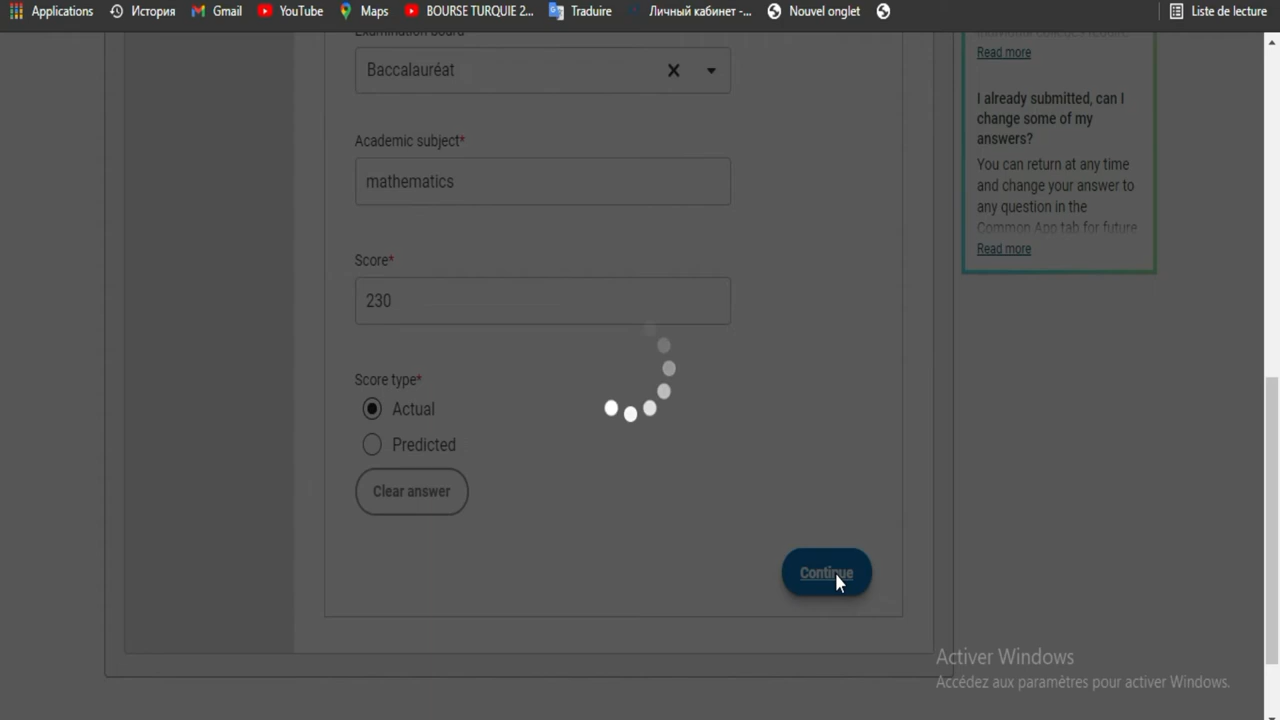 Applications История Gmail YouTube Maps BOURSE TURQUIE 2... Traduire Личный кабинет -... Nouvel onglet Liste de lecture
Examination board
Baccalauréat
Academic subject*
mathematics
Score*
230
Score type*
Actual
Predicted
Clear answer
Continue
Read more
I already submitted, can I
change some of my
answers?
You can return at any time
and change your answer to
any question in the
Common App tab for future
Read more
Activer Windows
Accédez aux paramètres pour activer Windows.